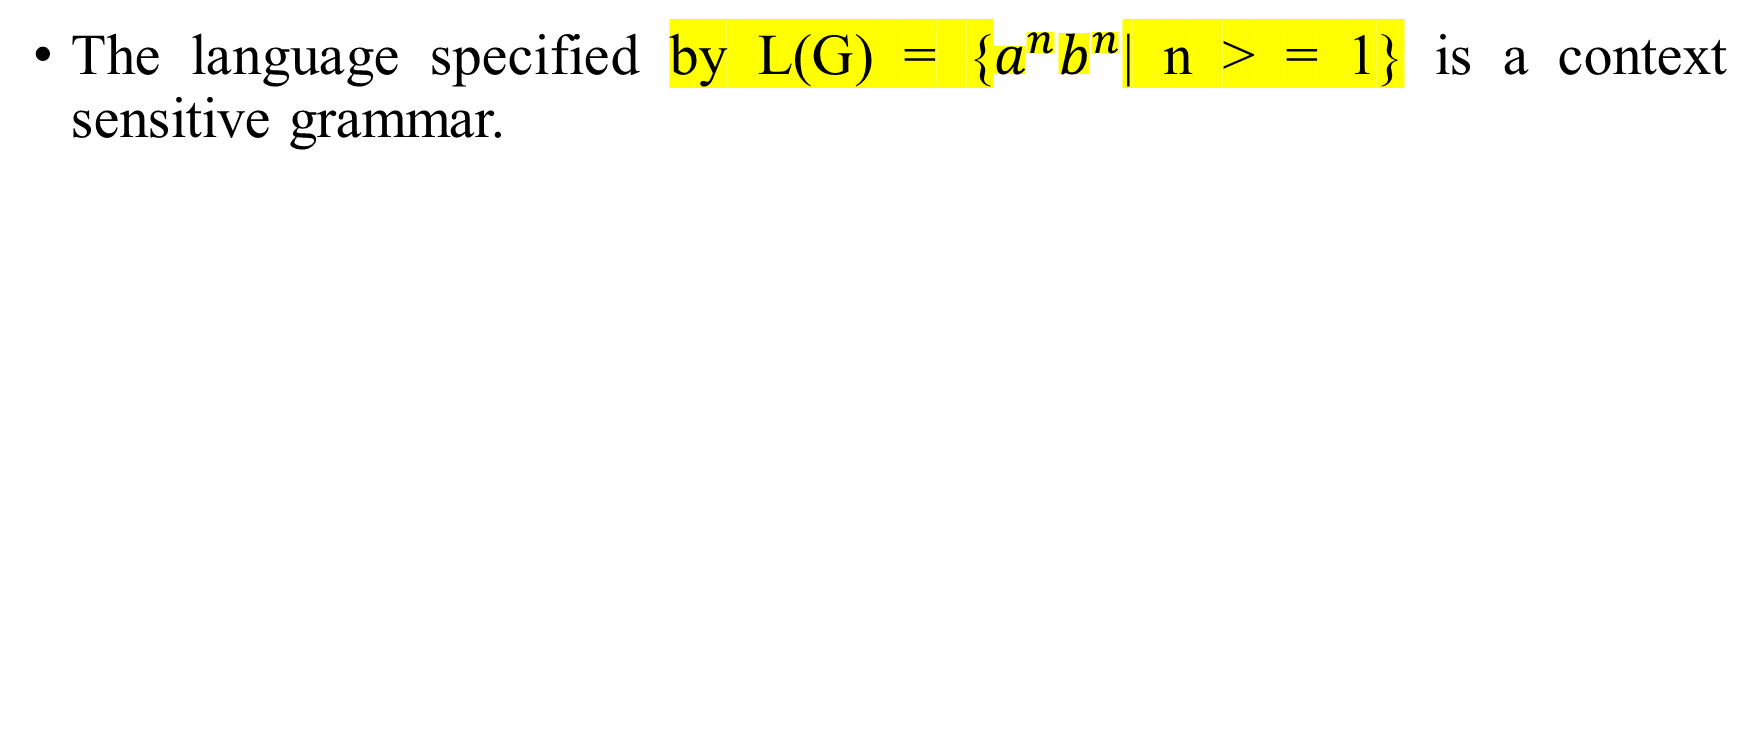 • The language specified by L(G) = {aⁿbⁿ| n > = 1} is a context
sensitive grammar.